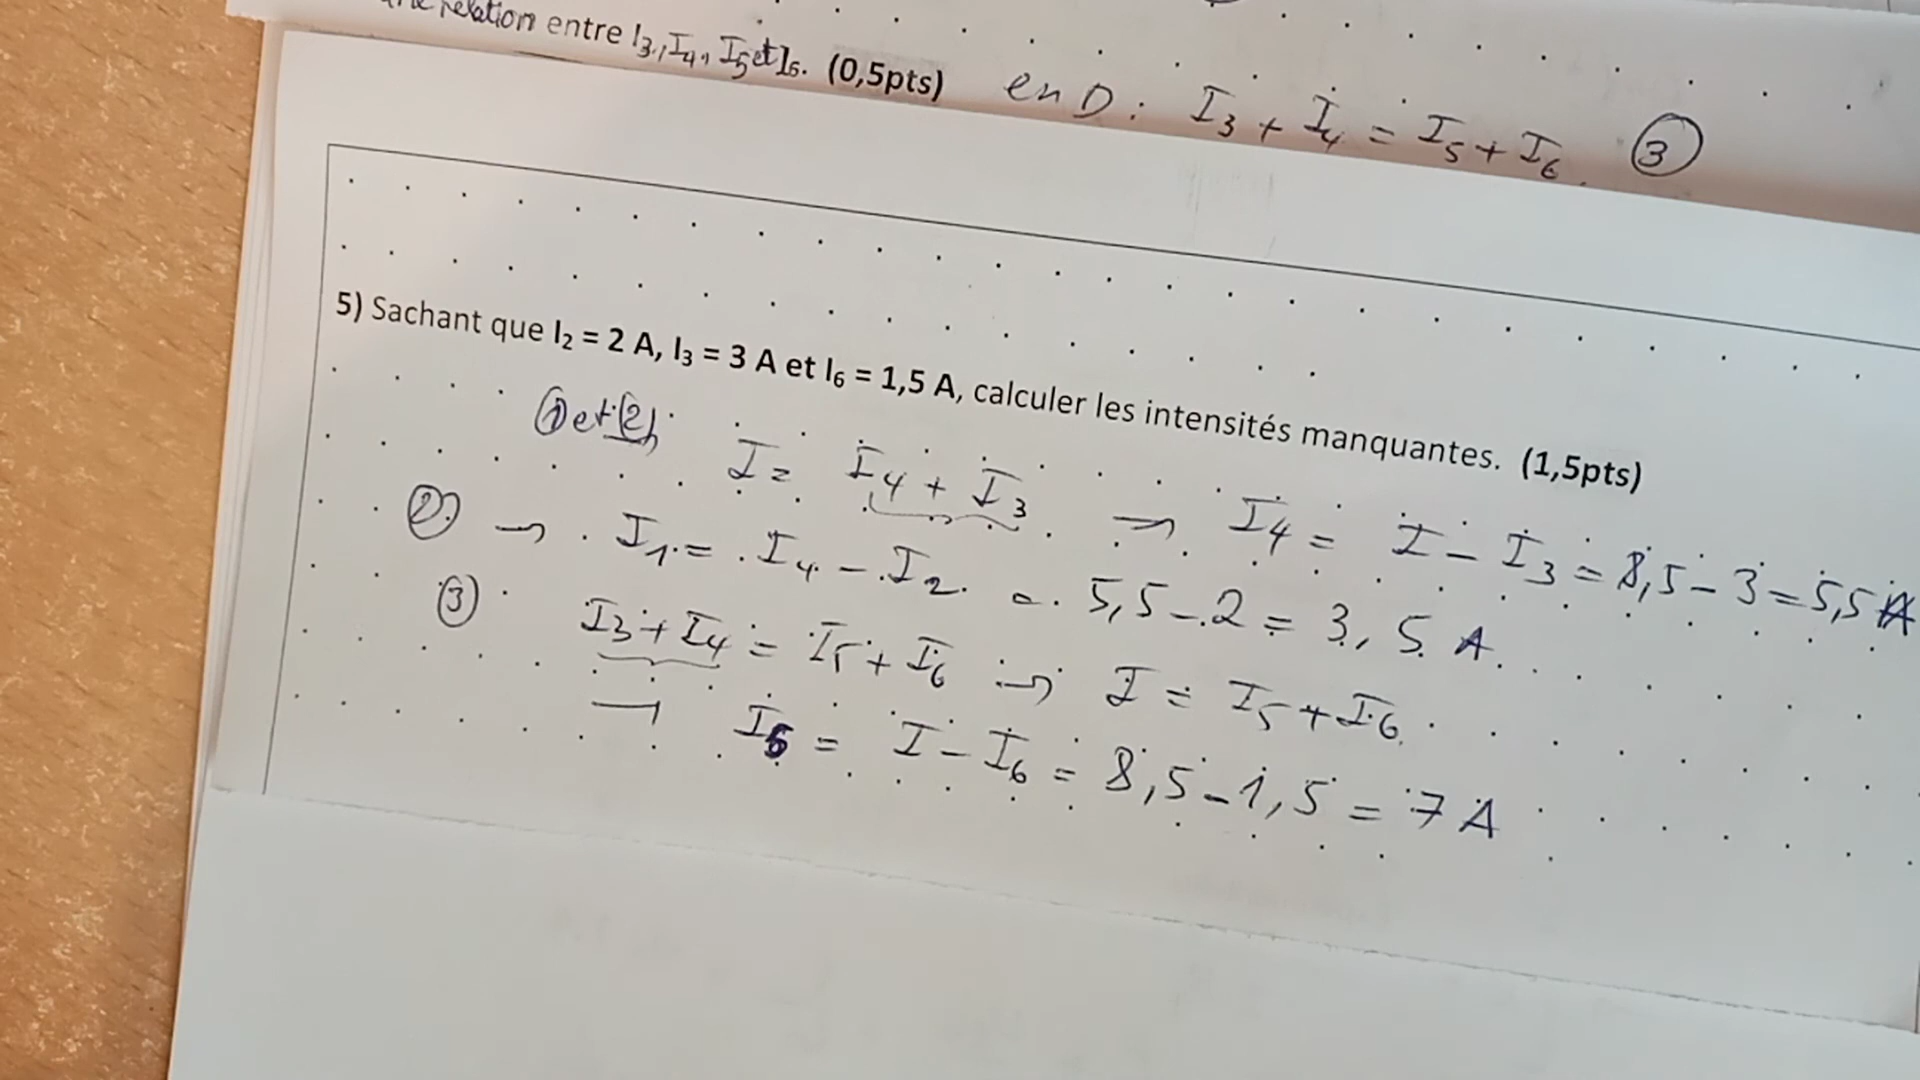 relation entre I3, I4, I5 et I6. (0,5pts) en D : I3 + I4 = I5 + I6 ③
5) Sachant que I₂ = 2 A, I₃ = 3 A et I₆ = 1,5 A, calculer les intensités manquantes. (1,5pts)
① et ② I = I4 + I3 → I4 = I - I3 = 8,5 - 3 = 5,5 A
② → I1 = I4 - I2 = 5,5 - 2 = 3,5 A
③ I3 + I4 = I5 + I6 → I = I5 + I6
→ I5 = I - I6 = 8,5 - 1,5 = 7 A